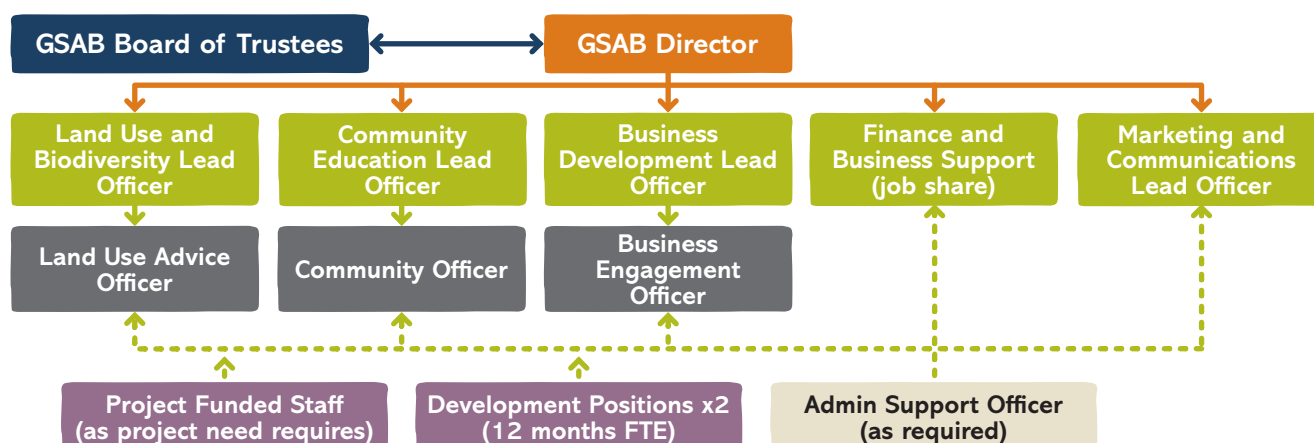 GSAB Board of Trustees
GSAB Director
Land Use and
Biodiversity Lead
Officer
Community
Education Lead
Officer
Business
Development Lead
Officer
Finance and
Business Support
(job share)
Marketing and
Communications
Lead Officer
Land Use Advice
Officer
Community Officer
Business
Engagement
Officer
Project Funded Staff
(as project need requires)
Development Positions x2
(12 months FTE)
Admin Support Officer
(as required)